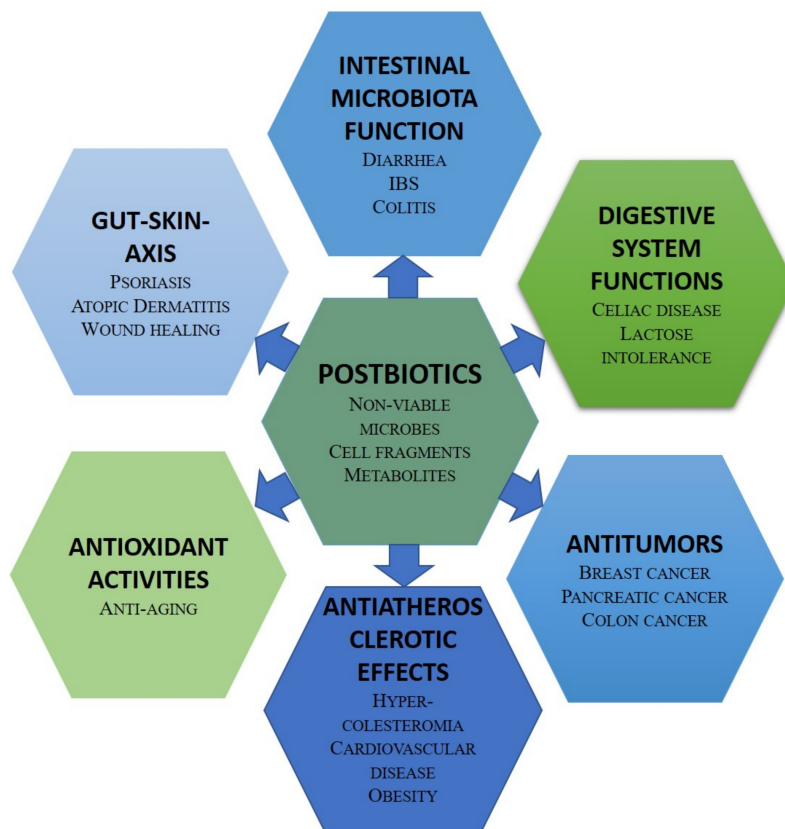 INTESTINAL
MICROBIOTA
FUNCTION
DIARRHEA
IBS
COLITIS
GUT-SKIN-
AXIS
PSORIASIS
ATOPIC DERMATITIS
WOUND HEALING
DIGESTIVE
SYSTEM
FUNCTIONS
CELIAC DISEASE
LACTOSE
INTOLERANCE
POSTBIOTICS
NON-VIABLE
MICROBES
CELL FRAGMENTS
METABOLITES
ANTIOXIDANT
ACTIVITIES
ANTI-AGING
ANTITUMORS
BREAST CANCER
PANCREATIC CANCER
COLON CANCER
ANTIATHEROS
CLEROTIC
EFFECTS
HYPER-
COLESTEROMIA
CARDIOVASCULAR
DISEASE
OBESITY